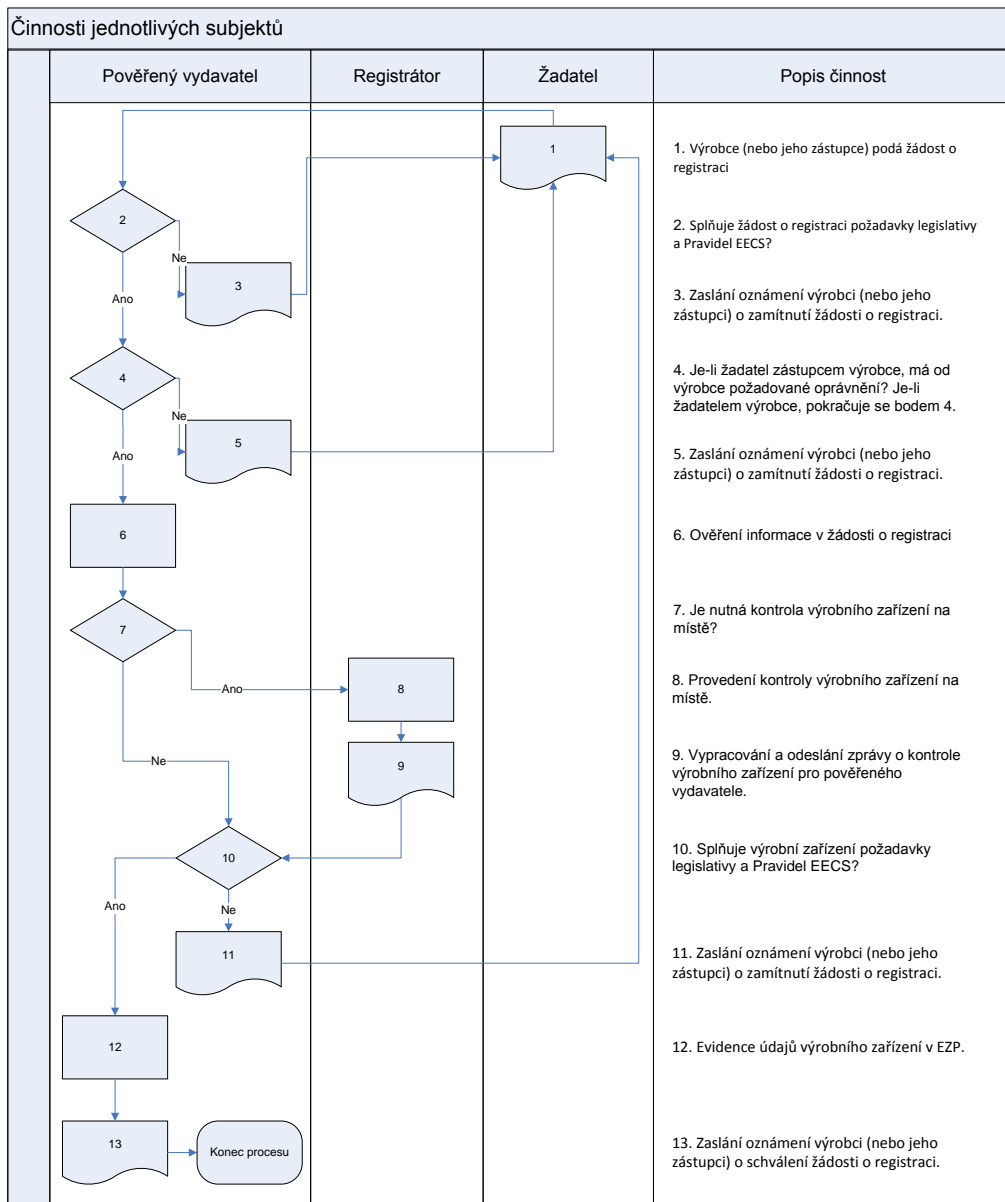 Činnosti jednotlivých subjektů
Pověřený vydavatel
Registrátor
Žadatel
Popis činnost
1
1. Výrobce (nebo jeho zástupce) podá žádost o
registraci
2
2. Splňuje žádost o registraci požadavky legislativy
a Pravidel EECS?
Ne
3
Ano
3. Zaslání oznámení výrobci (nebo jeho
zástupci) o zamítnutí žádosti o registraci.
4
4. Je-li žadatel zástupcem výrobce, má od
výrobce požadované oprávnění? Je-li
žadatelem výrobce, pokračuje se bodem 4.
Ne
5
Ano
5. Zaslání oznámení výrobci (nebo jeho
zástupci) o zamítnutí žádosti o registraci.
6
6. Ověření informace v žádosti o registraci
7
7. Je nutná kontrola výrobního zařízení na
místě?
Ano
8
8. Provedení kontroly výrobního zařízení na
místě.
Ne
9
9. Vypracování a odeslání zprávy o kontrole
výrobního zařízení pro pověřeného
vydavatele.
10
10. Splňuje výrobní zařízení požadavky
legislativy a Pravidel EECS?
Ano
Ne
11
11. Zaslání oznámení výrobci (nebo jeho
zástupci) o zamítnutí žádosti o registraci.
12
12. Evidence údajů výrobního zařízení v EZP.
13
Konec procesu
13. Zaslání oznámení výrobci (nebo jeho
zástupci) o schválení žádosti o registraci.